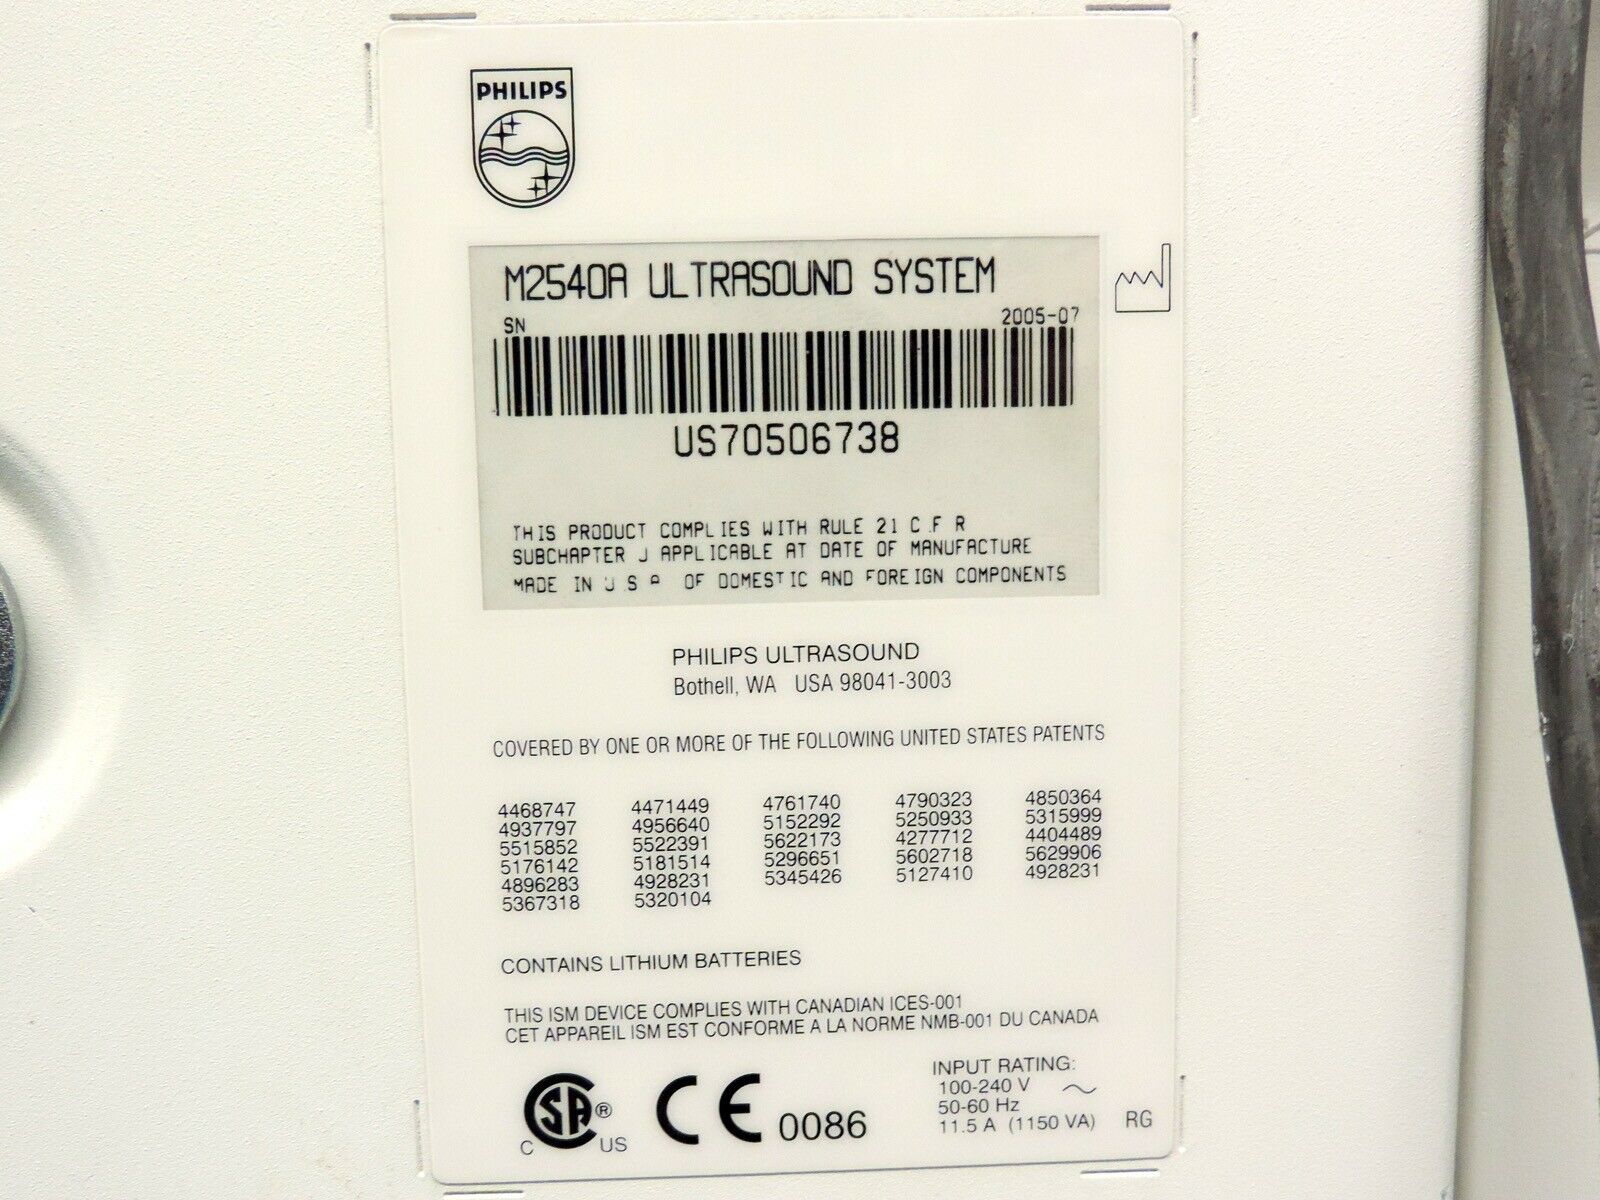 PHILIPS
M2540A ULTRASOUND SYSTEM
SN 2005-07
US70506738
THIS PRODUCT COMPLIES WITH RULE 21 C F R
SUBCHAPTER J APPLICABLE AT DATE OF MANUFACTURE
MADE IN U S A OF DOMESTIC AND FOREIGN COMPONENTS
PHILIPS ULTRASOUND
Bothell, WA USA 98041-3003
COVERED BY ONE OR MORE OF THE FOLLOWING UNITED STATES PATENTS
4468747 4471449 4761740 4790323 4850364
4937797 4956640 5152292 5250933 5315999
5515852 5522391 5622173 4277712 4404489
5176142 5181514 5296651 5602718 5629906
4896283 4928231 5345426 5127410 4928231
5367318 5320104
CONTAINS LITHIUM BATTERIES
THIS ISM DEVICE COMPLIES WITH CANADIAN ICES-001
CET APPAREIL ISM EST CONFORME A LA NORME NMB-001 DU CANADA
INPUT RATING:
100-240 V ~
50-60 Hz
11.5 A (1150 VA) RG
C SA ® US CE 0086